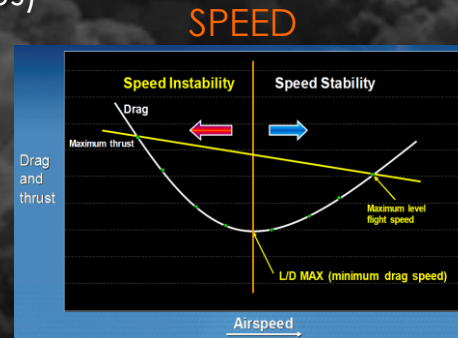 SPEED
Speed Instability
Speed Stability
Drag
Maximum thrust
Drag
and
thrust
Maximum level
flight speed
L/D MAX (minimum drag speed)
Airspeed